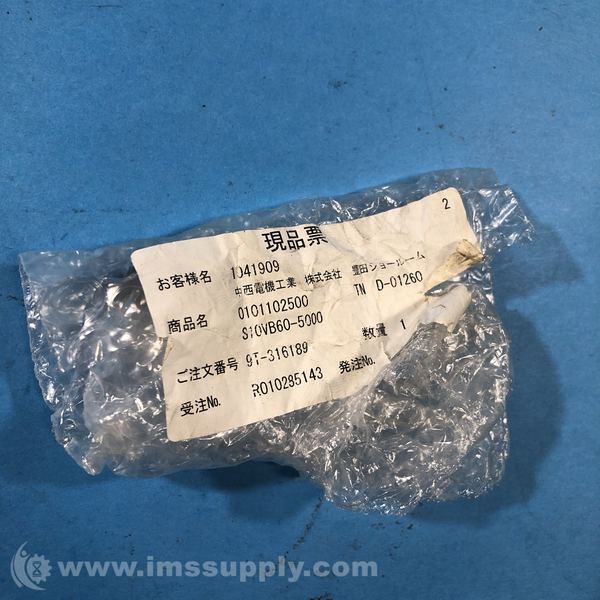 2
現品票
お客様名 1041909
中西電機工業 株式会社 豊田ショールーム
商品名 0101102500 TN D-01260
S10VB60-5000
ご注文番号 9T-316189 数量 1
受注No. R010285143 発注No.
www.imssupply.com